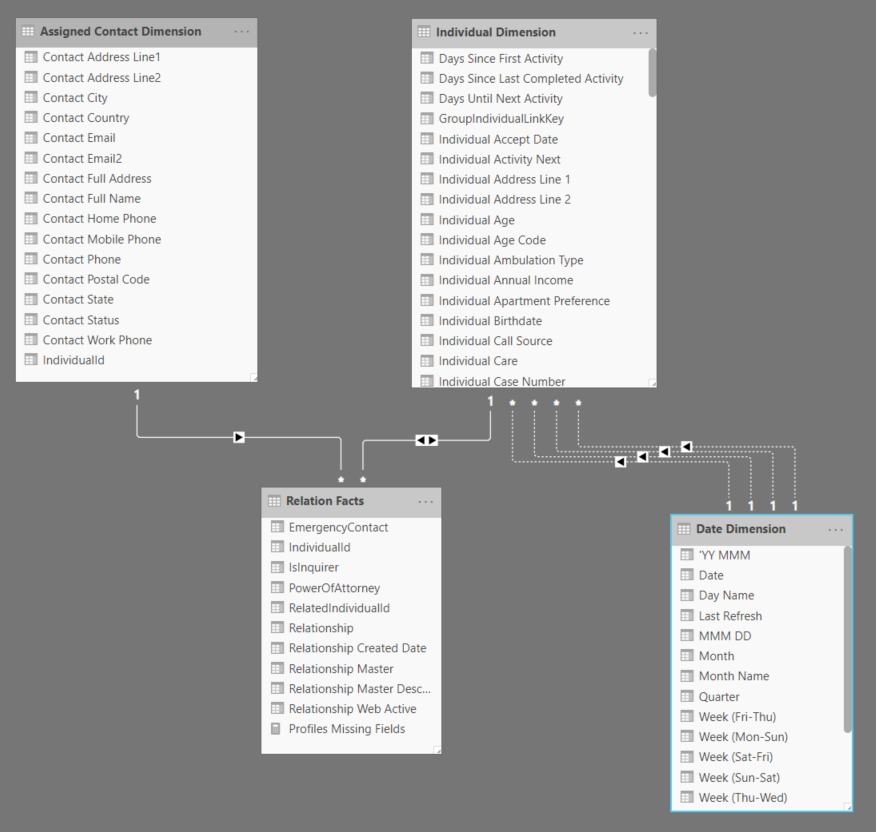 Assigned Contact Dimension ...
Contact Address Line1
Contact Address Line2
Contact City
Contact Country
Contact Email
Contact Email2
Contact Full Address
Contact Full Name
Contact Home Phone
Contact Mobile Phone
Contact Phone
Contact Postal Code
Contact State
Contact Status
Contact Work Phone
IndividualId
Individual Dimension ...
Days Since First Activity
Days Since Last Completed Activity
Days Until Next Activity
GroupIndividualLinkKey
Individual Accept Date
Individual Activity Next
Individual Address Line 1
Individual Address Line 2
Individual Age
Individual Age Code
Individual Ambulation Type
Individual Annual Income
Individual Apartment Preference
Individual Birthdate
Individual Call Source
Individual Care
Individual Case Number
1
1 * * * *
* *
1 1 1 1
Relation Facts ...
EmergencyContact
IndividualId
IsInquirer
PowerOfAttorney
RelatedIndividualId
Relationship
Relationship Created Date
Relationship Master
Relationship Master Desc...
Relationship Web Active
Profiles Missing Fields
Date Dimension ...
'YY MMM
Date
Day Name
Last Refresh
MMM DD
Month
Month Name
Quarter
Week (Fri-Thu)
Week (Mon-Sun)
Week (Sat-Fri)
Week (Sun-Sat)
Week (Thu-Wed)